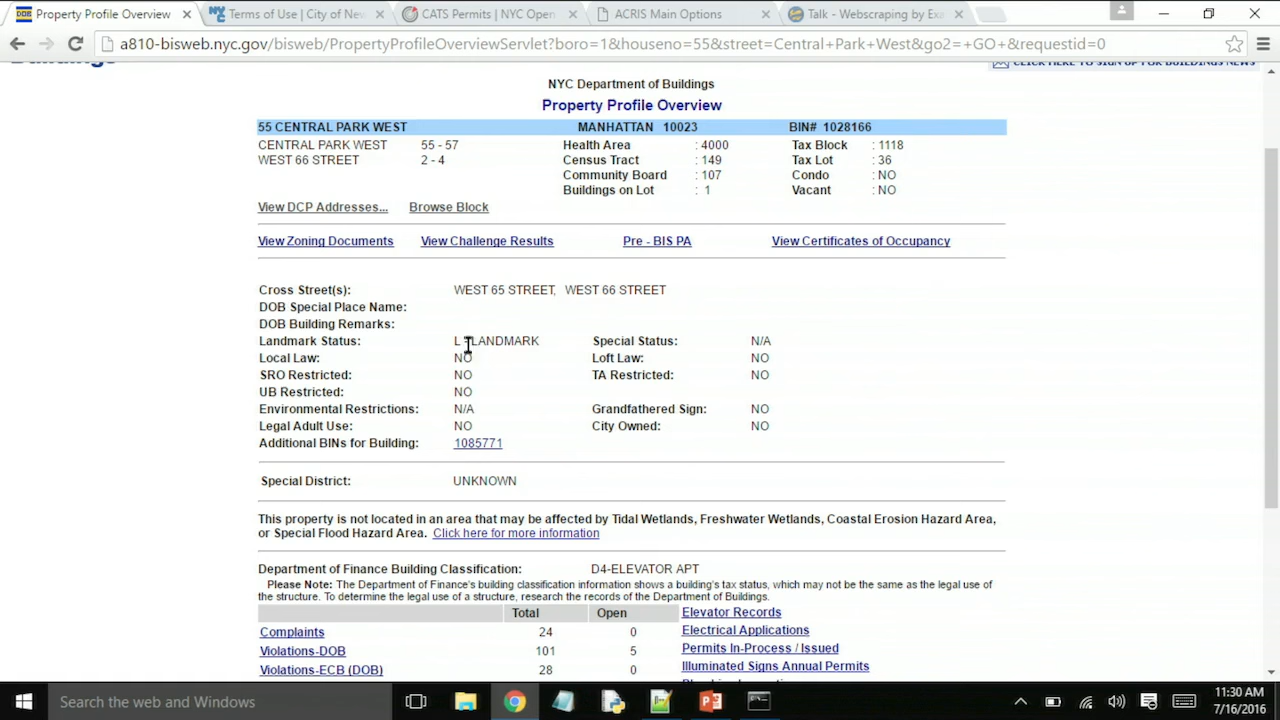 Property Profile Overview
Terms of Use | City of New
CATS Permits | NYC Open
ACRIS Main Options
Talk - Webscraping by Exa
a810-bisweb.nyc.gov/bisweb/PropertyProfileOverviewServlet?boro=1&houseno=55&street=Central+Park+West&go2=+GO+&requestid=0
Buildings CLICK HERE TO SIGN UP FOR BUILDINGS NEWS
NYC Department of Buildings
Property Profile Overview
55 CENTRAL PARK WEST MANHATTAN 10023 BIN# 1028166
CENTRAL PARK WEST 55 - 57 Health Area : 4000 Tax Block : 1118
WEST 66 STREET 2 - 4 Census Tract : 149 Tax Lot : 36
Community Board : 107 Condo : NO
Buildings on Lot : 1 Vacant : NO
View DCP Addresses... Browse Block
View Zoning Documents View Challenge Results Pre - BIS PA View Certificates of Occupancy
Cross Street(s): WEST 65 STREET, WEST 66 STREET
DOB Special Place Name:
DOB Building Remarks:
Landmark Status: L - LANDMARK Special Status: N/A
Local Law: NO Loft Law: NO
SRO Restricted: NO TA Restricted: NO
UB Restricted: NO
Environmental Restrictions: N/A Grandfathered Sign: NO
Legal Adult Use: NO City Owned: NO
Additional BINs for Building: 1085771
Special District: UNKNOWN
This property is not located in an area that may be affected by Tidal Wetlands, Freshwater Wetlands, Coastal Erosion Hazard Area,
or Special Flood Hazard Area. Click here for more information
Department of Finance Building Classification: D4-ELEVATOR APT
Please Note: The Department of Finance's building classification information shows a building's tax status, which may not be the same as the legal use of
the structure. To determine the legal use of a structure, research the records of the Department of Buildings.
Total Open Elevator Records
Complaints 24 0 Electrical Applications
Violations-DOB 101 5 Permits In-Process / Issued
Violations-ECB (DOB) 28 0 Illuminated Signs Annual Permits
Search the web and Windows
11:30 AM
7/16/2016